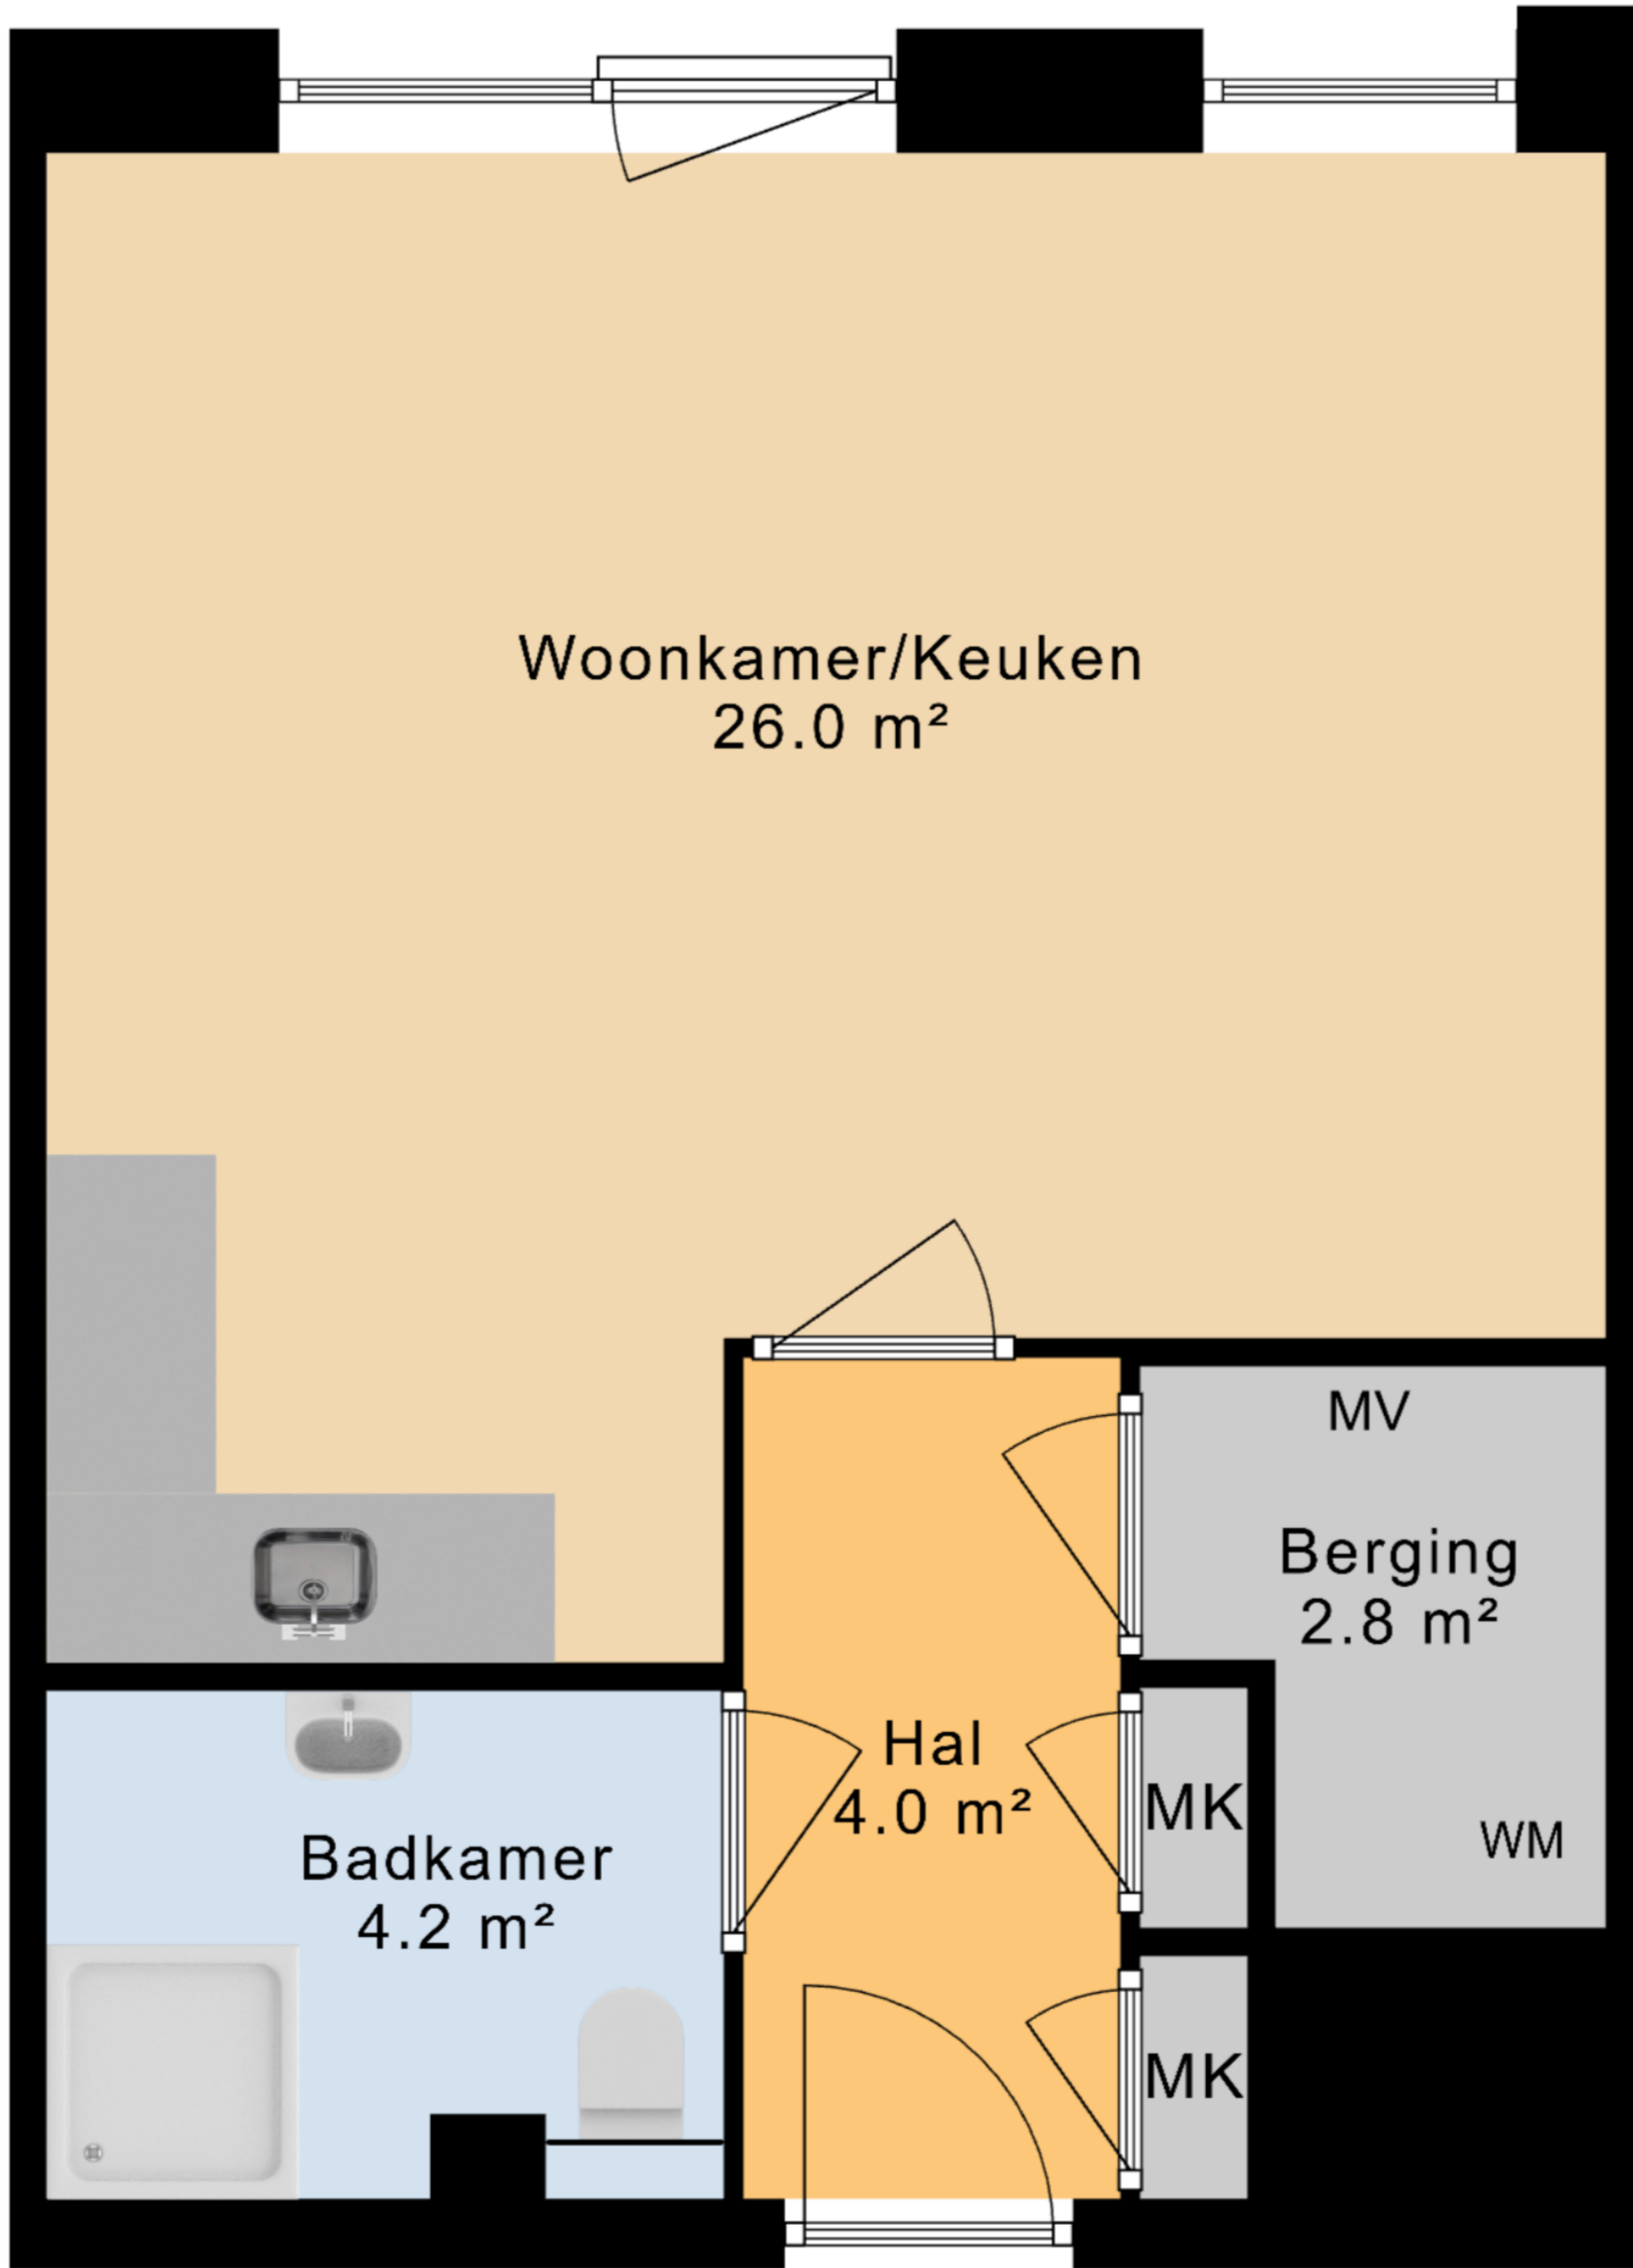 Woonkamer/Keuken
26.0 m²
MV
Berging
2.8 m²
Hal
4.0 m²
MK
WM
Badkamer
4.2 m²
MK